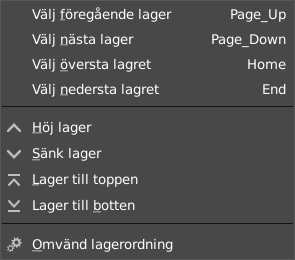 Välj föregående lager Page_Up
Välj nästa lager Page_Down
Välj översta lagret Home
Välj nedersta lagret End
Höj lager
Sänk lager
Lager till toppen
Lager till botten
Omvänd lagerordning